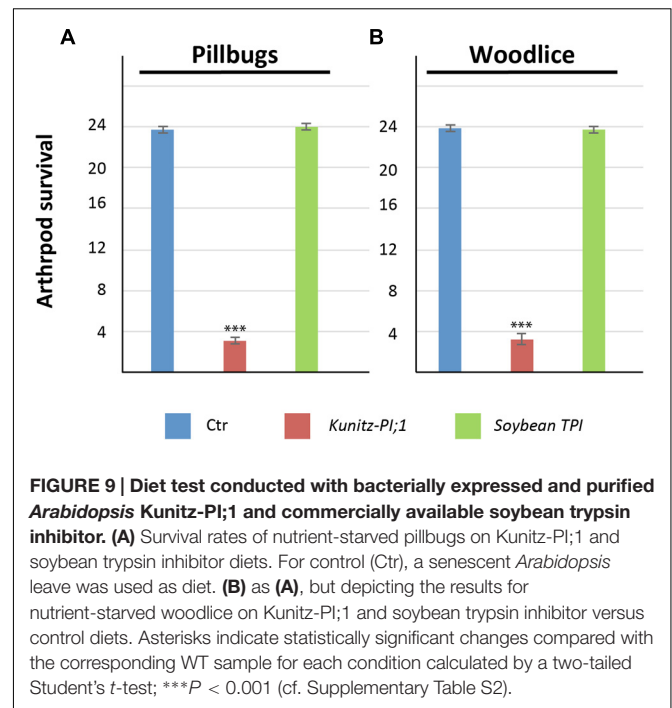 A
Pillbugs
B
Woodlice
Arthrpod survival
24
20
16
12
8
4
***
24
20
16
12
8
4
***
Ctr
Kunitz-PI;1
Soybean TPI
FIGURE 9 | Diet test conducted with bacterially expressed and purified
Arabidopsis Kunitz-PI;1 and commercially available soybean trypsin
inhibitor. (A) Survival rates of nutrient-starved pillbugs on Kunitz-PI;1 and
soybean trypsin inhibitor diets. For control (Ctr), a senescent Arabidopsis
leave was used as diet. (B) as (A), but depicting the results for
nutrient-starved woodlice on Kunitz-PI;1 and soybean trypsin inhibitor versus
control diets. Asterisks indicate statistically significant changes compared with
the corresponding WT sample for each condition calculated by a two-tailed
Student's t-test; ***P < 0.001 (cf. Supplementary Table S2).